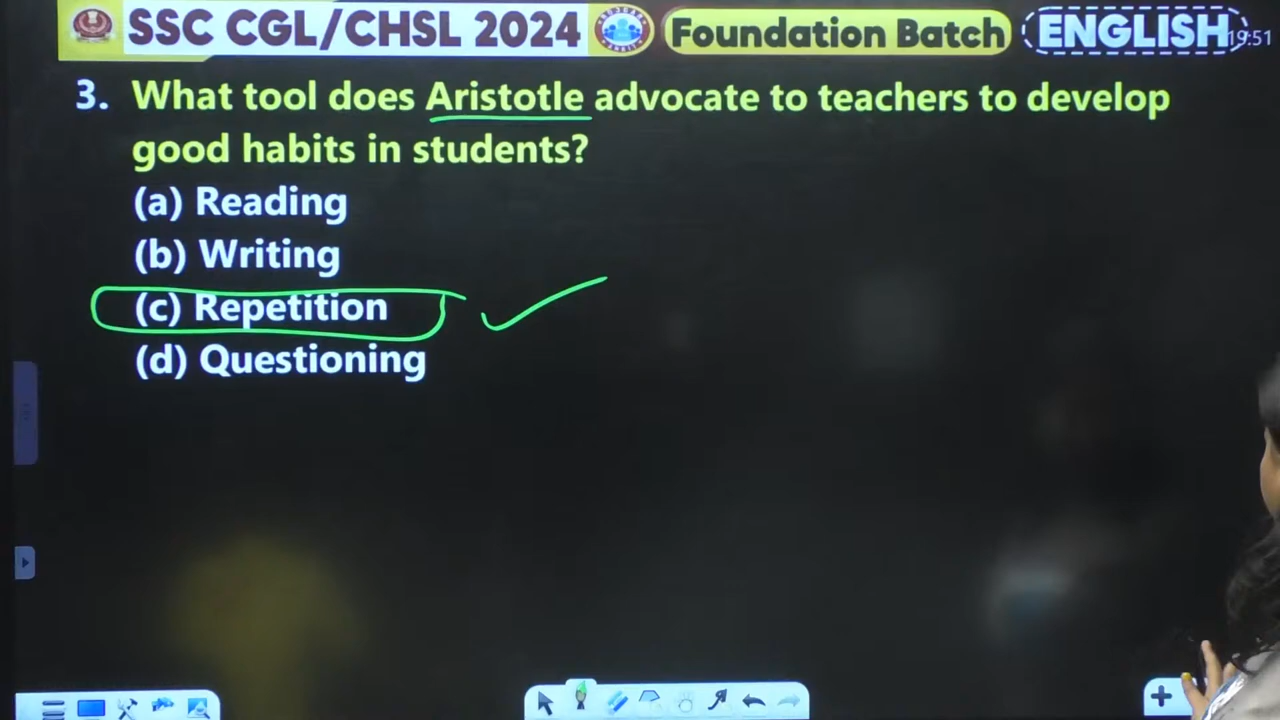 SSC CGL/CHSL 2024 Foundation Batch ENGLISH 19:51
3. What tool does Aristotle advocate to teachers to develop
good habits in students?
(a) Reading
(b) Writing
(c) Repetition
(d) Questioning